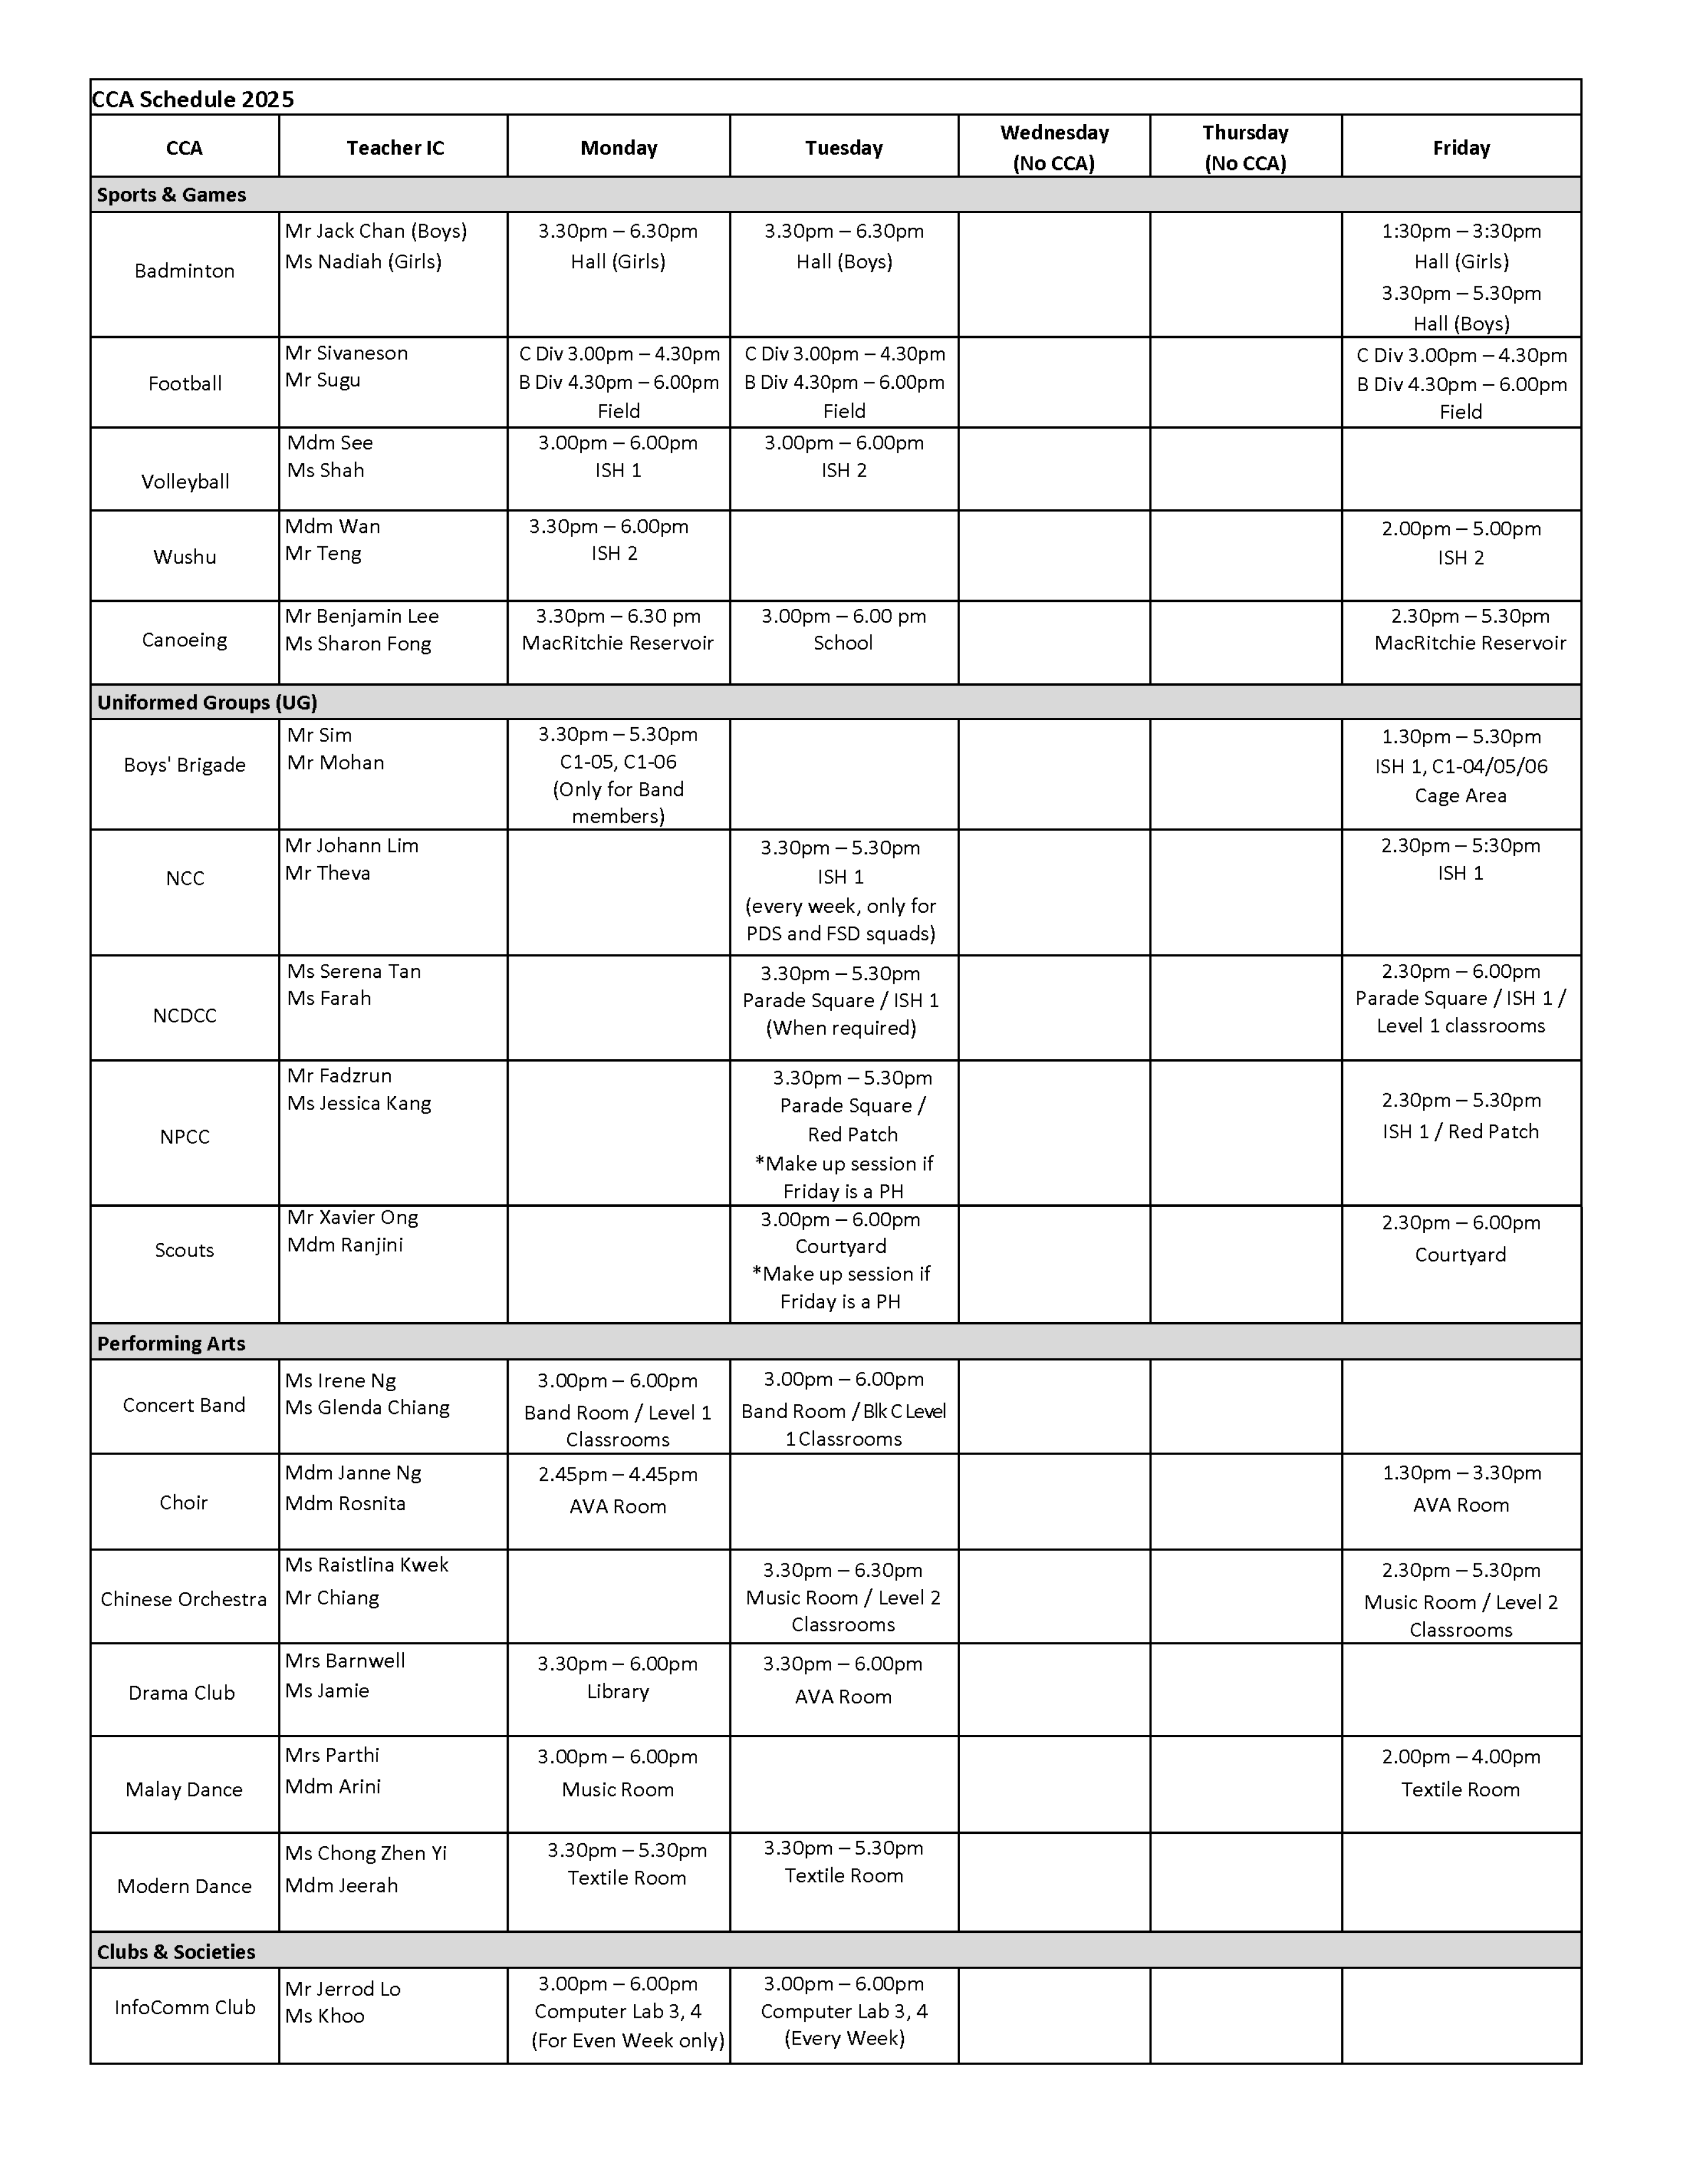 CCA Schedule 2025
CCA
Teacher IC
Monday
Tuesday
Wednesday
(No CCA)
Thursday
(No CCA)
Friday
Sports & Games
Badminton
Mr Jack Chan (Boys)
Ms Nadiah (Girls)
3.30pm – 6.30pm
Hall (Girls)
3.30pm – 6.30pm
Hall (Boys)
1:30pm – 3:30pm
Hall (Girls)
3.30pm – 5.30pm
Hall (Boys)
Football
Mr Sivaneson
Mr Sugu
C Div 3.00pm – 4.30pm
B Div 4.30pm – 6.00pm
Field
C Div 3.00pm – 4.30pm
B Div 4.30pm – 6.00pm
Field
C Div 3.00pm – 4.30pm
B Div 4.30pm – 6.00pm
Field
Volleyball
Mdm See
Ms Shah
3.00pm – 6.00pm
ISH 1
3.00pm – 6.00pm
ISH 2
Wushu
Mdm Wan
Mr Teng
3.30pm – 6.00pm
ISH 2
2.00pm – 5.00pm
ISH 2
Canoeing
Mr Benjamin Lee
Ms Sharon Fong
3.30pm – 6.30 pm
MacRitchie Reservoir
3.00pm – 6.00 pm
School
2.30pm – 5.30pm
MacRitchie Reservoir
Uniformed Groups (UG)
Boys' Brigade
Mr Sim
Mr Mohan
3.30pm – 5.30pm
C1-05, C1-06
(Only for Band
members)
1.30pm – 5.30pm
ISH 1, C1-04/05/06
Cage Area
NCC
Mr Johann Lim
Mr Theva
3.30pm – 5.30pm
ISH 1
(every week, only for
PDS and FSD squads)
2.30pm – 5:30pm
ISH 1
NCDCC
Ms Serena Tan
Ms Farah
3.30pm – 5.30pm
Parade Square / ISH 1
(When required)
2.30pm – 6.00pm
Parade Square / ISH 1 /
Level 1 classrooms
NPCC
Mr Fadzrun
Ms Jessica Kang
3.30pm – 5.30pm
Parade Square /
Red Patch
*Make up session if
Friday is a PH
2.30pm – 5.30pm
ISH 1 / Red Patch
Scouts
Mr Xavier Ong
Mdm Ranjini
3.00pm – 6.00pm
Courtyard
*Make up session if
Friday is a PH
2.30pm – 6.00pm
Courtyard
Performing Arts
Concert Band
Ms Irene Ng
Ms Glenda Chiang
3.00pm – 6.00pm
Band Room / Level 1
Classrooms
3.00pm – 6.00pm
Band Room / Blk C Level
1 Classrooms
Choir
Mdm Janne Ng
Mdm Rosnita
2.45pm – 4.45pm
AVA Room
1.30pm – 3.30pm
AVA Room
Chinese Orchestra
Ms Raistlina Kwek
Mr Chiang
3.30pm – 6.30pm
Music Room / Level 2
Classrooms
2.30pm – 5.30pm
Music Room / Level 2
Classrooms
Drama Club
Mrs Barnwell
Ms Jamie
3.30pm – 6.00pm
Library
3.30pm – 6.00pm
AVA Room
Malay Dance
Mrs Parthi
Mdm Arini
3.00pm – 6.00pm
Music Room
2.00pm – 4.00pm
Textile Room
Modern Dance
Ms Chong Zhen Yi
Mdm Jeerah
3.30pm – 5.30pm
Textile Room
3.30pm – 5.30pm
Textile Room
Clubs & Societies
InfoComm Club
Mr Jerrod Lo
Ms Khoo
3.00pm – 6.00pm
Computer Lab 3, 4
(For Even Week only)
3.00pm – 6.00pm
Computer Lab 3, 4
(Every Week)